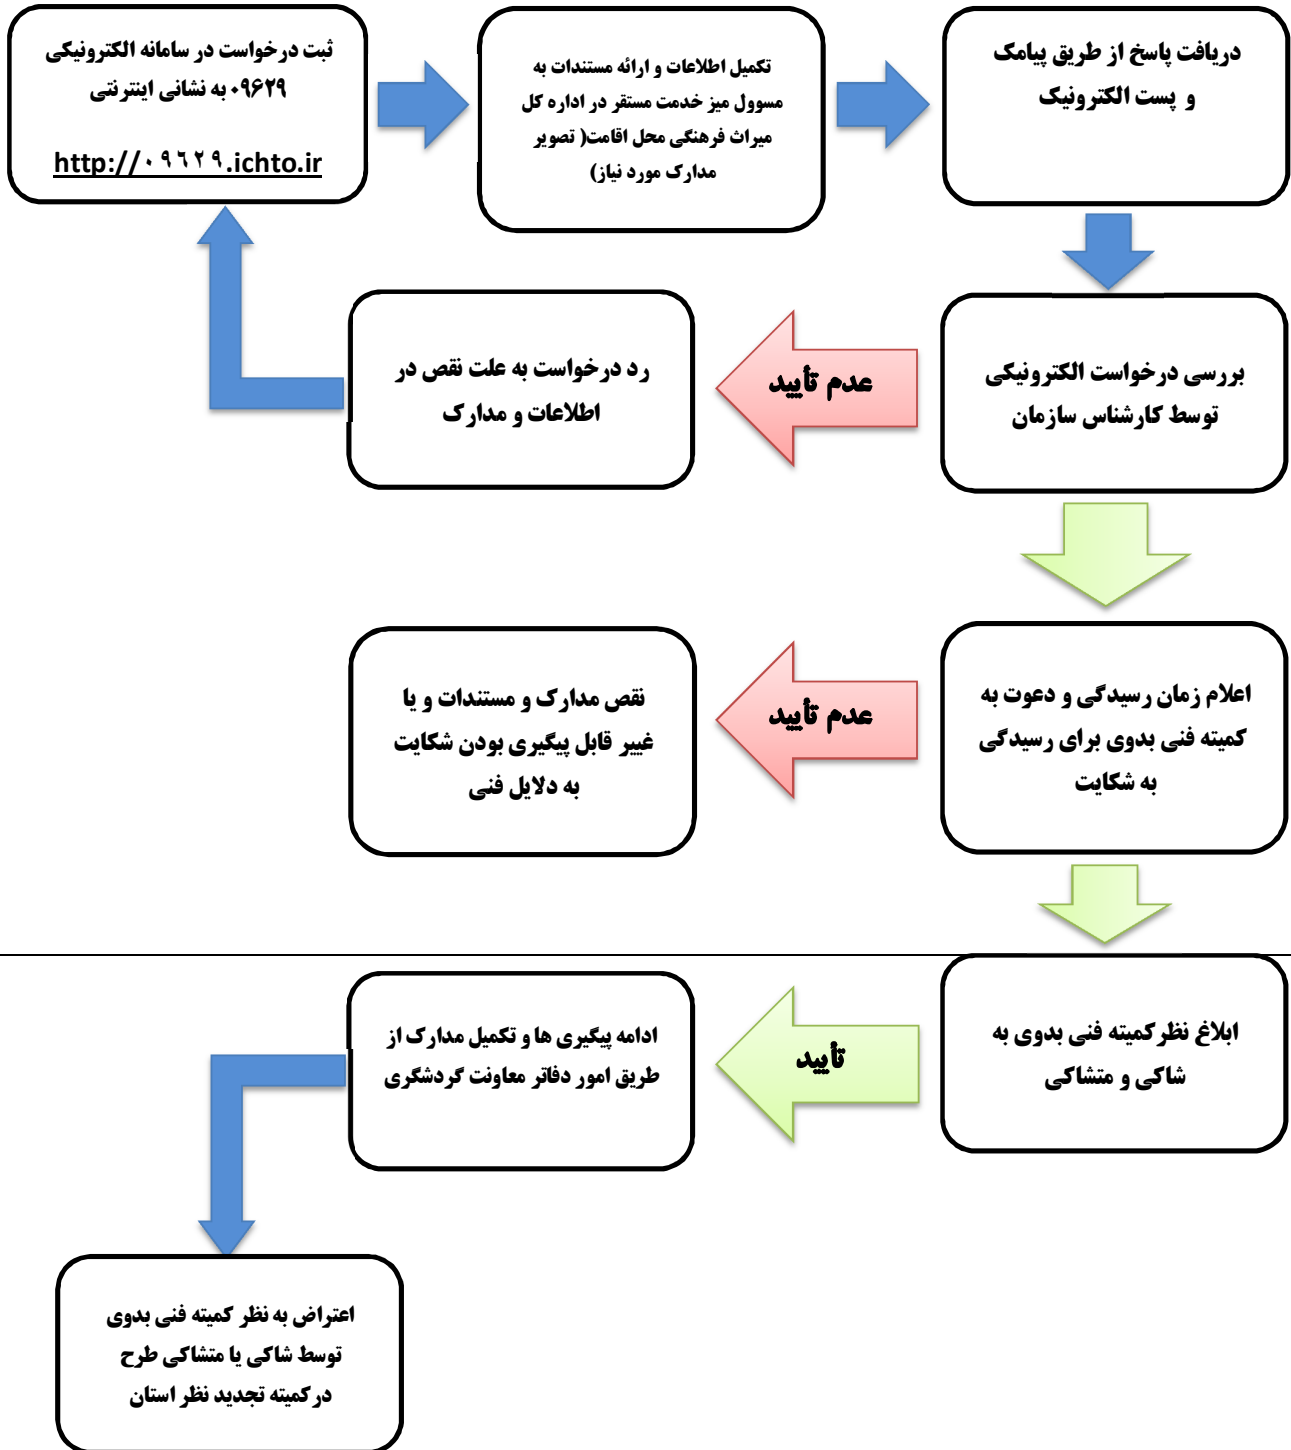 ثبت درخواست در سامانه الکترونیکی
۰۹۶۲۹ به نشانی اینترنتی
http://۰۹۶۲۹.ichto.ir
تکمیل اطلاعات و ارائه مستندات به
مسوول میز خدمت مستقر در اداره کل
میراث فرهنگی محل اقامت( تصویر
مدارک مورد نیاز)
دریافت پاسخ از طریق پیامک
و پست الکترونیک
بررسی درخواست الکترونیکی
توسط کارشناس سازمان
عدم تأیید
رد درخواست به علت نقص در
اطلاعات و مدارک
اعلام زمان رسیدگی و دعوت به
کمیته فنی بدوی برای رسیدگی
به شکایت
عدم تأیید
نقص مدارک و مستندات و یا
غییر قابل پیگیری بودن شکایت
به دلایل فنی
ابلاغ نظر کمیته فنی بدوی به
شاکی و متشاکی
تأیید
ادامه پیگیری ها و تکمیل مدارک از
طریق امور دفاتر معاونت گردشگری
اعتراض به نظر کمیته فنی بدوی
توسط شاکی یا متشاکی طرح
در کمیته تجدید نظر استان